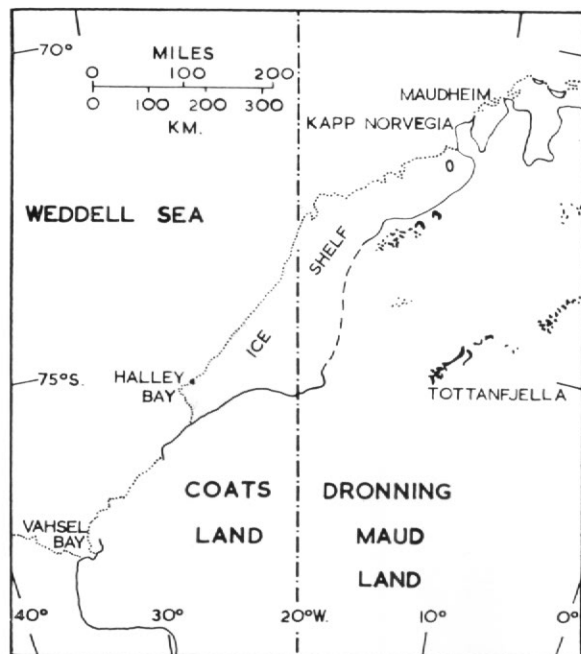 70°
MILES
0 100 200
0 100 200 300
KM.
MAUDHEIM
KAPP NORVEGIA
WEDDELL SEA
ICE SHELF
75°S.
HALLEY
BAY
TOTTANFJELLA
COATS
LAND
DRONNING
MAUD
LAND
VAHSEL
BAY
40° 30° 20°W. 10° 0°